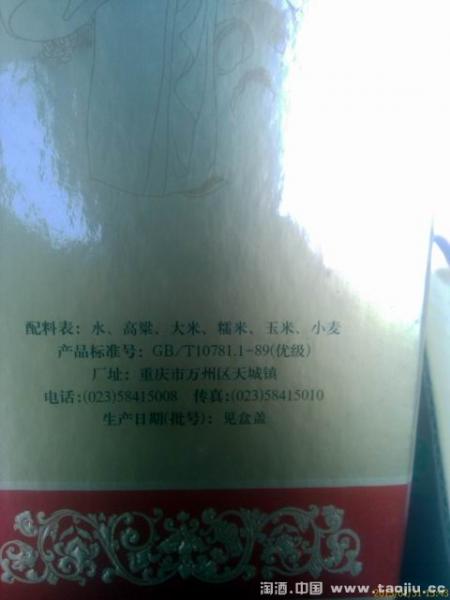 配料表：水、高粱、大米、糯米、玉米、小麦
产品标准号：GB/T10781.1-89(优级)
厂址：重庆市万州区天城镇
电话:(023)58415008 传真:(023)58415010
生产日期(批号)：见盒盖
淘酒.中国 www.taojiu.cc